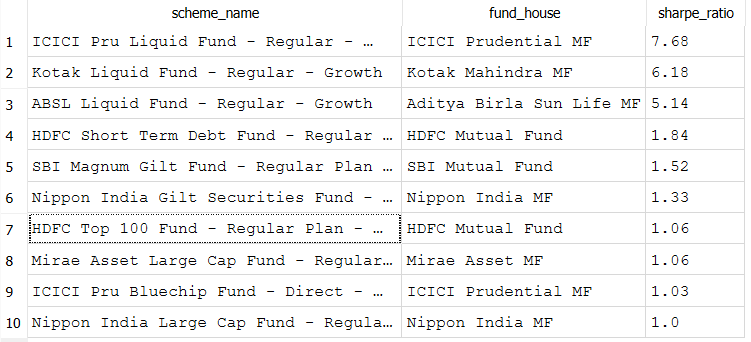 scheme_name fund_house sharpe_ratio
1 ICICI Pru Liquid Fund - Regular - … ICICI Prudential MF 7.68
2 Kotak Liquid Fund - Regular - Growth Kotak Mahindra MF 6.18
3 ABSL Liquid Fund - Regular - Growth Aditya Birla Sun Life MF 5.14
4 HDFC Short Term Debt Fund - Regular … HDFC Mutual Fund 1.84
5 SBI Magnum Gilt Fund - Regular Plan … SBI Mutual Fund 1.52
6 Nippon India Gilt Securities Fund - … Nippon India MF 1.33
7 HDFC Top 100 Fund - Regular Plan - … HDFC Mutual Fund 1.06
8 Mirae Asset Large Cap Fund - Regular… Mirae Asset MF 1.06
9 ICICI Pru Bluechip Fund - Direct - … ICICI Prudential MF 1.03
10 Nippon India Large Cap Fund - Regula… Nippon India MF 1.0